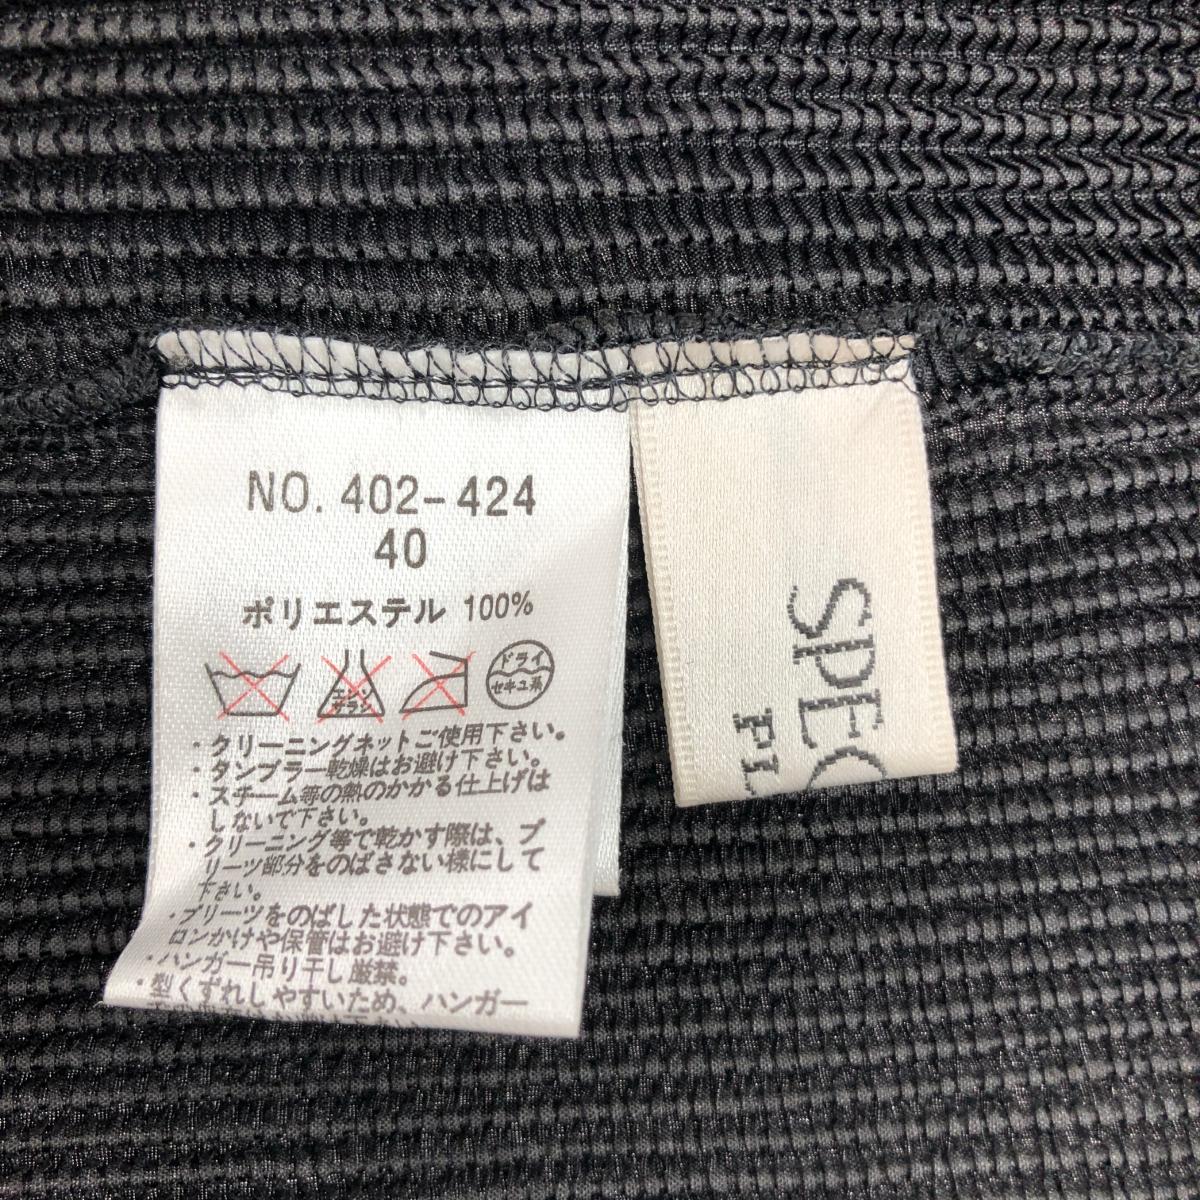 NO. 402-424
40
ポリエステル 100%
エンソ
サラシ
ドライ
セキユ系
・クリーニングネットご使用下さい。
・タンブラー乾燥はお避け下さい。
・スチーム等の熱のかかる仕上げは
しないで下さい。
・クリーニング等で乾かす際は、プ
リーツ部分をのばさない様にして
下さい。
・プリーツをのばした状態でのアイ
ロンかけや保管はお避け下さい。
・ハンガー吊り干し厳禁。
・型くずれしやすいため、ハンガー
SPEC
PL